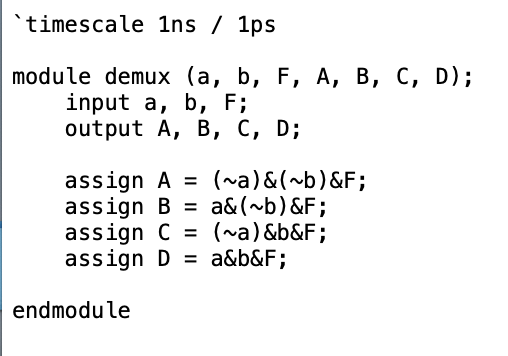 `timescale 1ns / 1ps
module demux (a, b, F, A, B, C, D);
input a, b, F;
output A, B, C, D;
assign A = (~a)&(~b)&F;
assign B = a&(~b)&F;
assign C = (~a)&b&F;
assign D = a&b&F;
endmodule